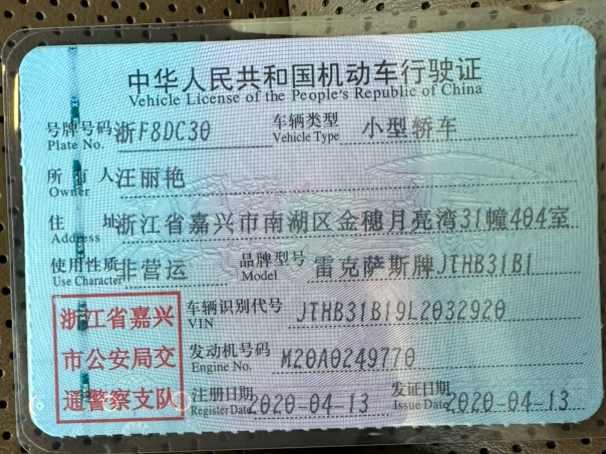 中华人民共和国机动车行驶证
Vehicle License of the People's Republic of China
号牌号码 浙F8DC30 车辆类型 小型轿车
Plate No. Vehicle Type
所有人 汪丽艳
Owner
住址 浙江省嘉兴市南湖区金穗月亮湾31幢404室
Address
使用性质 非营运 品牌型号 雷克萨斯牌JTHB31B1
Use Character Model
浙江省嘉兴
市公安局交
通警察支队
车辆识别代号 JTHB31B19L2032920
VIN
发动机号码 M20A0249770
Engine No.
注册日期 2020-04-13 发证日期 2020-04-13
Register Date Issue Date